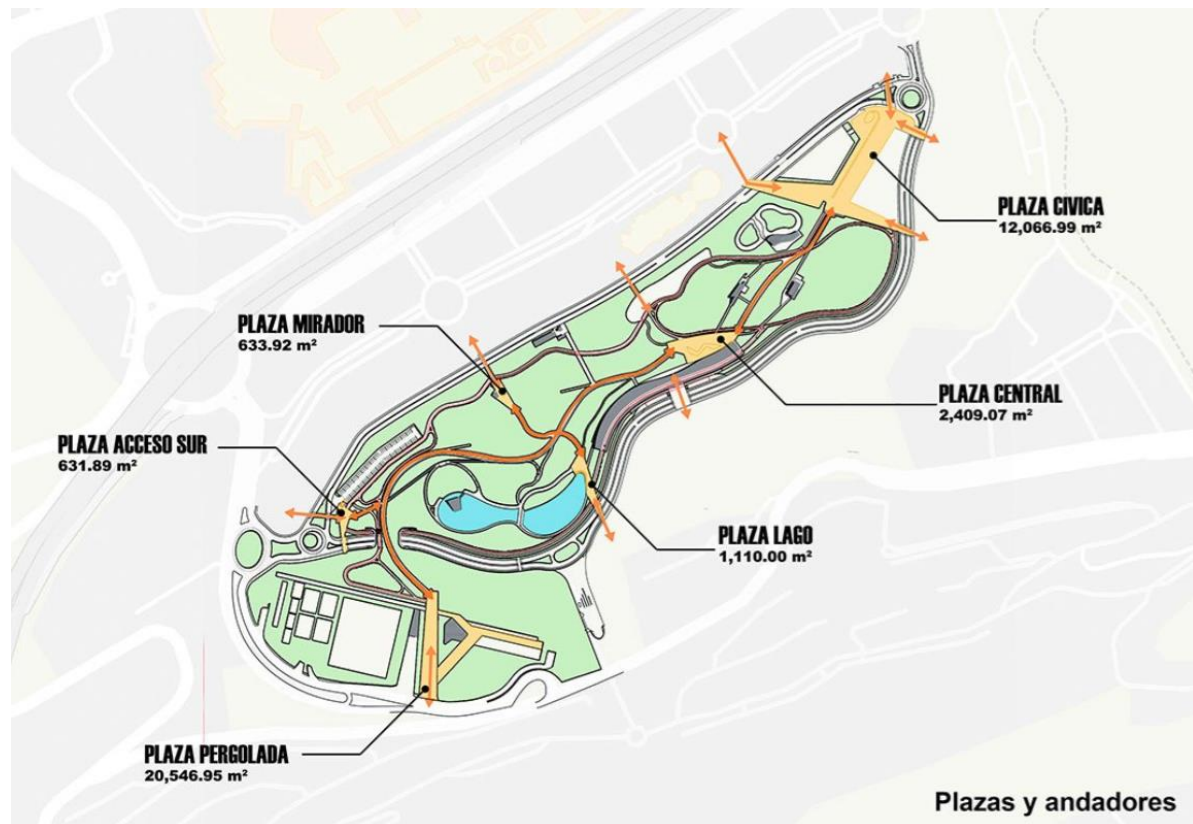 PLAZA CIVICA
12,066.99 m²
PLAZA MIRADOR
633.92 m²
PLAZA CENTRAL
2,409.07 m²
PLAZA ACCESO SUR
631.89 m²
PLAZA LAGO
1,110.00 m²
PLAZA PERGOLADA
20,546.95 m²
Plazas y andadores